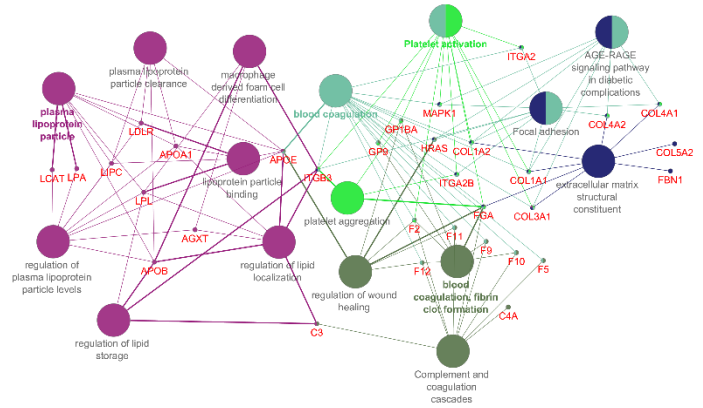 Platelet activation
plasma lipoprotein
particle clearance
macrophage
derived foam cell
differentiation
ITGA2
AGE-RAGE
signaling pathway
in diabetic
complications
plasma
lipoprotein
particle
blood coagulation
MAPK1
COL4A1
COL4A2
GP1BA
Focal adhesion
LDLR
HRAS
COL1A2
GP9
APOA1
APOE
COL5A2
LIPC
lipoprotein particle
binding
LCAT
LPA
ITGB3
ITGA2B
COL1A1
FBN1
extracellular matrix
structural
constituent
LPL
platelet aggregation
FGA
COL3A1
F2
F11
AGXT
F9
F10
F5
regulation of
plasma lipoprotein
particle levels
APOB
regulation of lipid
localization
F12
regulation of wound
healing
blood
coagulation, fibrin
clot formation
C4A
C3
regulation of lipid
storage
Complement and
coagulation
cascades